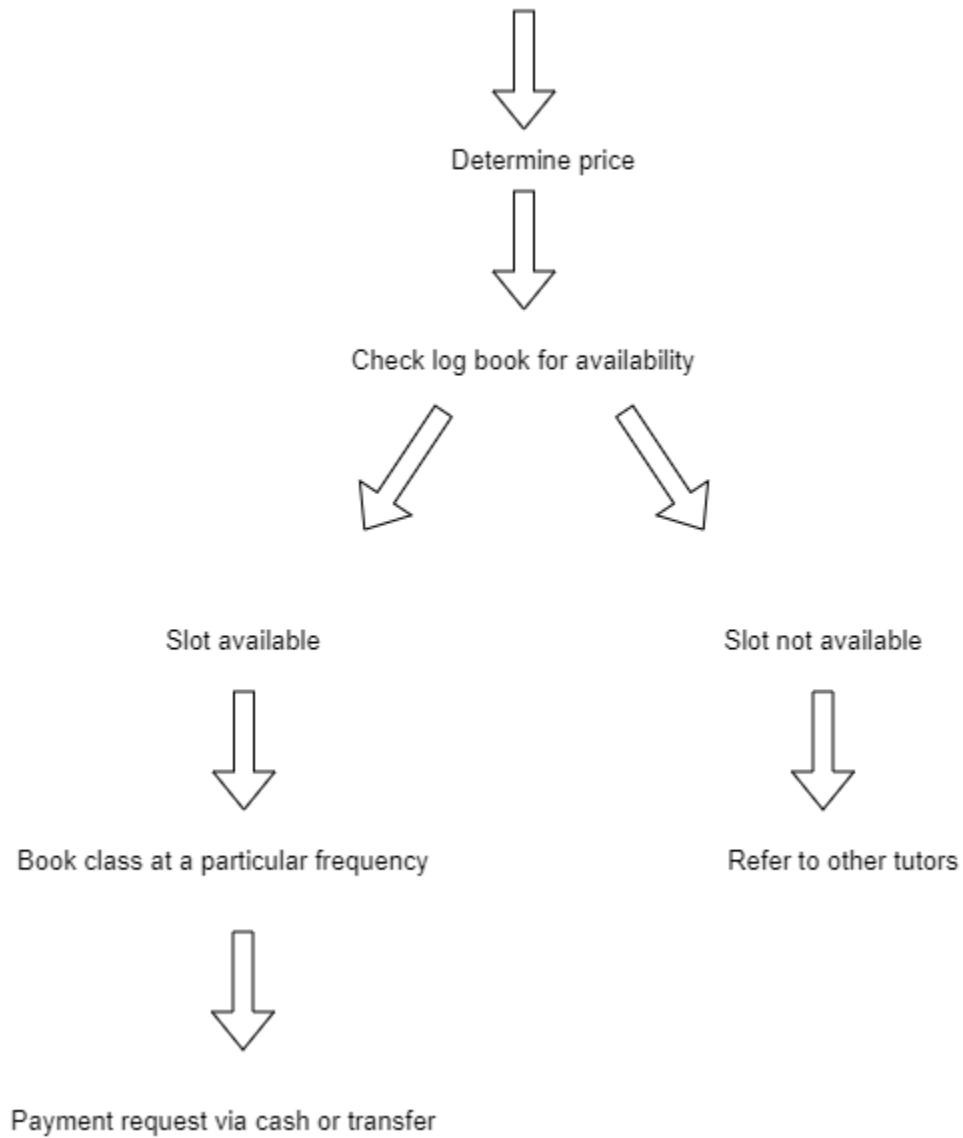 Determine price
Check log book for availability
Slot available
Slot not available
Book class at a particular frequency
Refer to other tutors
Payment request via cash or transfer